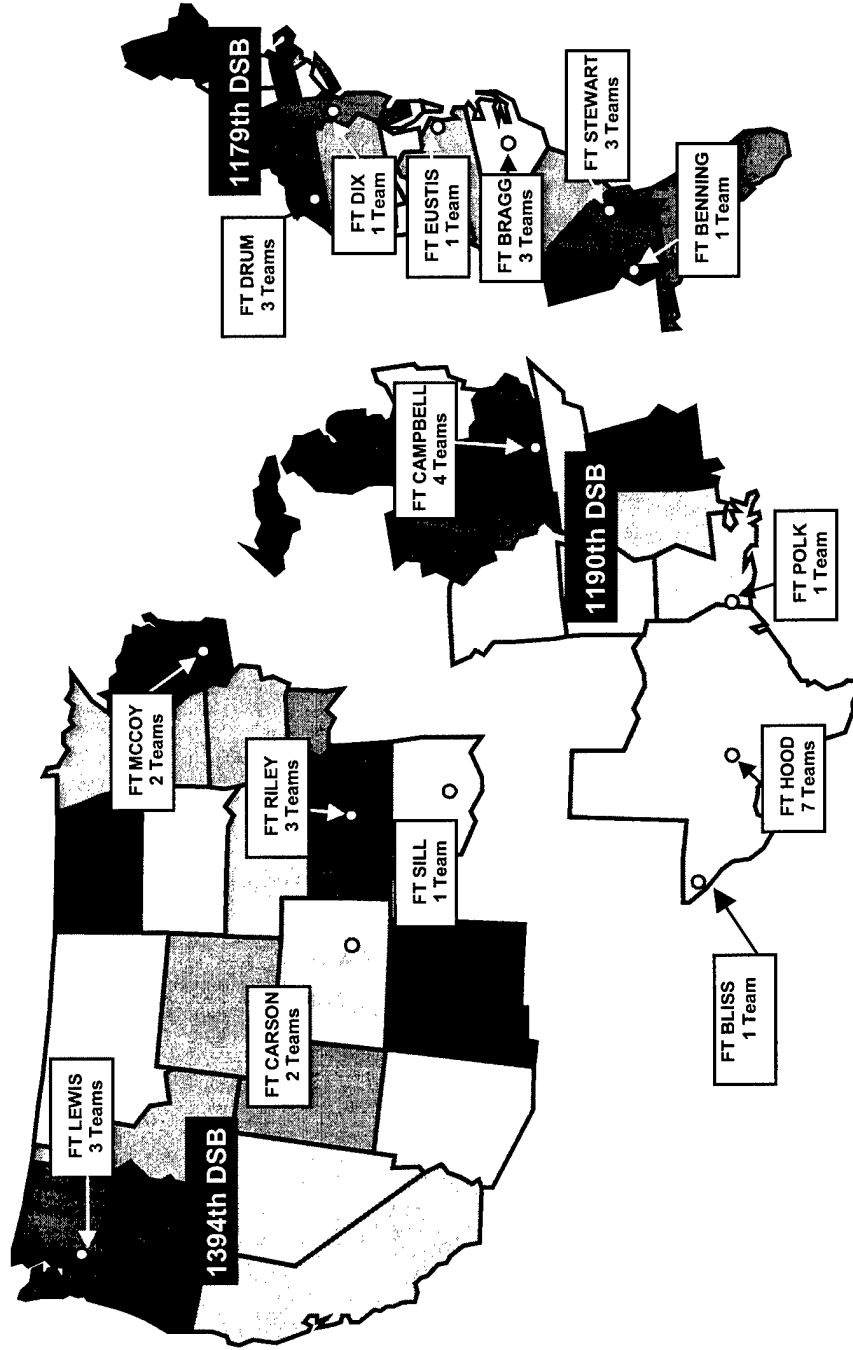 FT LEWIS
3 Teams
1394th DSB
FT CARSON
2 Teams
FT MCCOY
2 Teams
FT RILEY
3 Teams
FT SILL
1 Team
FT BLISS
1 Team
FT HOOD
7 Teams
FT POLK
1 Team
1190th DSB
FT CAMPBELL
4 Teams
1179th DSB
FT DRUM
3 Teams
FT DIX
1 Team
FT EUSTIS
1 Team
FT BRAGG
3 Teams
FT STEWART
3 Teams
FT BENNING
1 Team